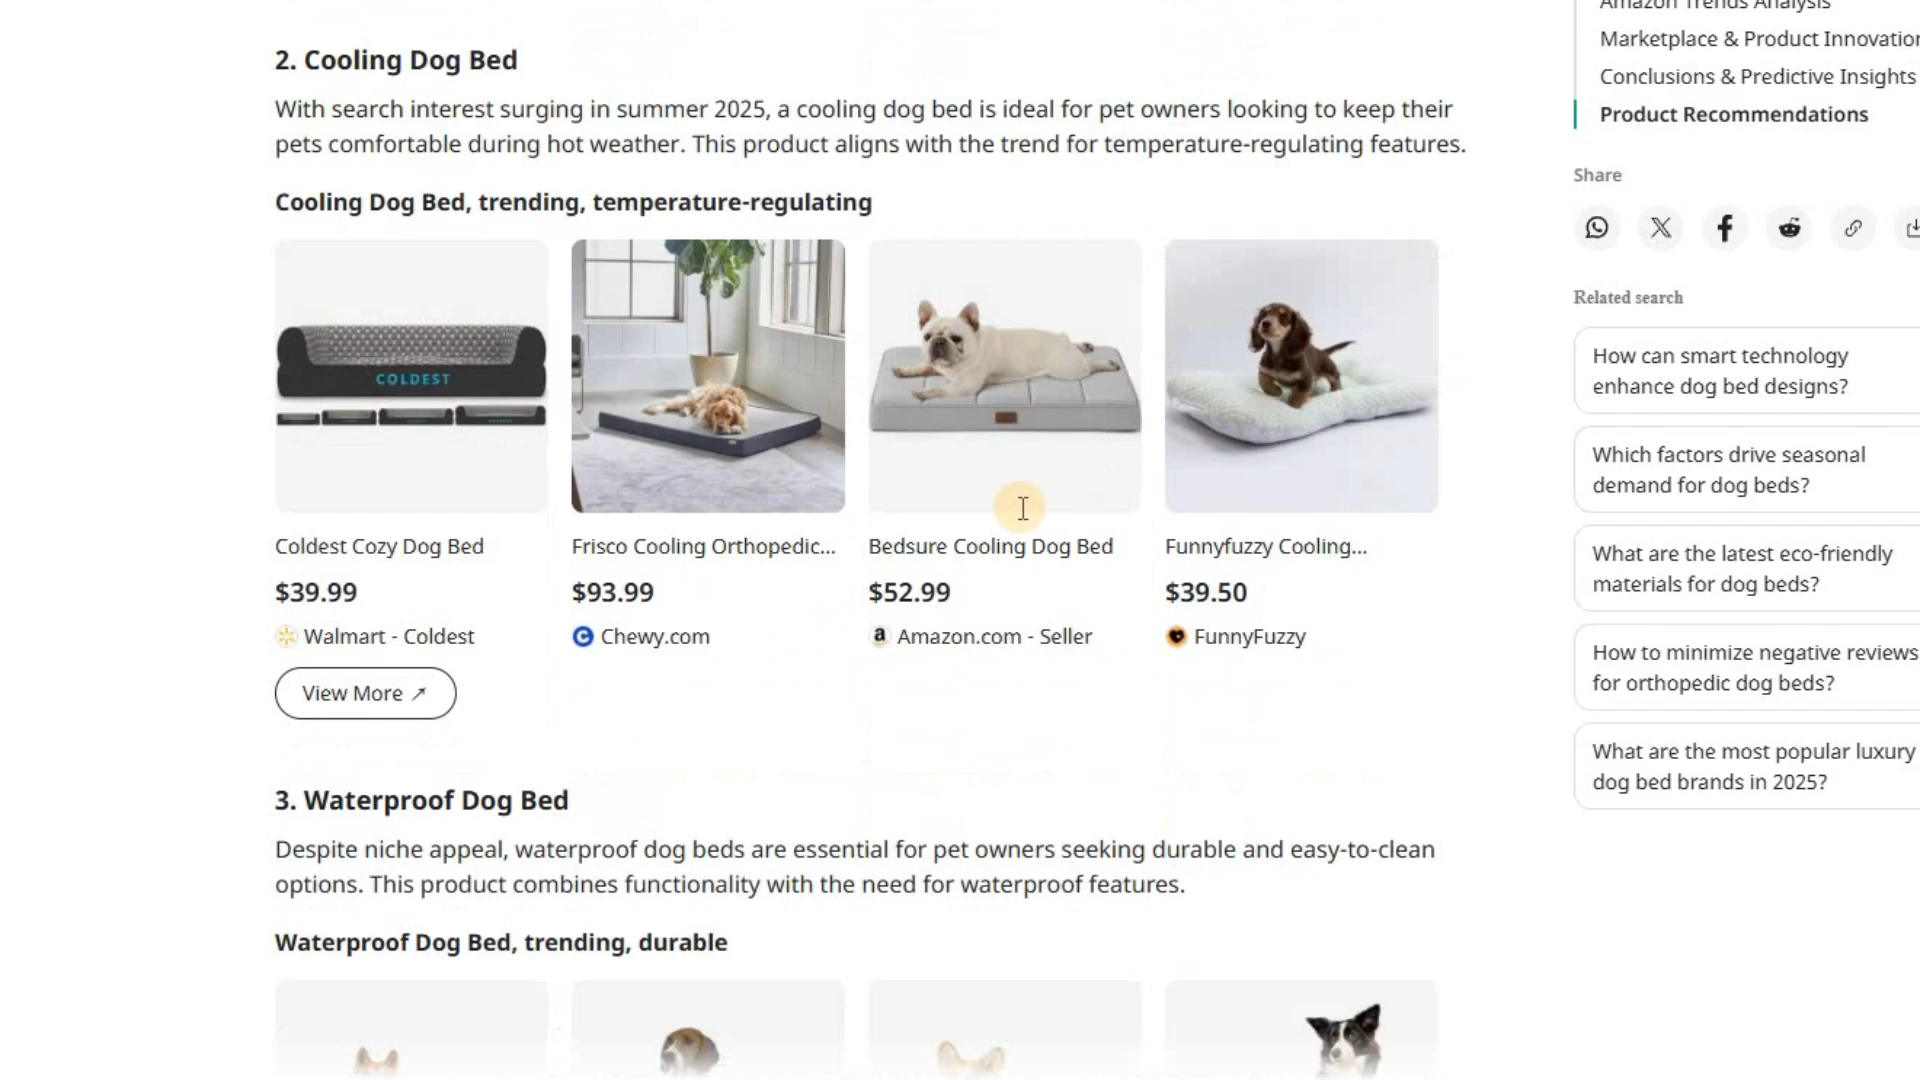 2. Cooling Dog Bed
With search interest surging in summer 2025, a cooling dog bed is ideal for pet owners looking to keep their
pets comfortable during hot weather. This product aligns with the trend for temperature-regulating features.
Cooling Dog Bed, trending, temperature-regulating
COLDEST
Coldest Cozy Dog Bed
$39.99
Walmart - Coldest
Frisco Cooling Orthopedic...
$93.99
Chewy.com
Bedsure Cooling Dog Bed
$52.99
Amazon.com - Seller
Funnyfuzzy Cooling...
$39.50
FunnyFuzzy
View More ↗
3. Waterproof Dog Bed
Despite niche appeal, waterproof dog beds are essential for pet owners seeking durable and easy-to-clean
options. This product combines functionality with the need for waterproof features.
Waterproof Dog Bed, trending, durable
Amazon Trends Analysis
Marketplace & Product Innovation
Conclusions & Predictive Insights
Product Recommendations
Share
Related search
How can smart technology
enhance dog bed designs?
Which factors drive seasonal
demand for dog beds?
What are the latest eco-friendly
materials for dog beds?
How to minimize negative reviews
for orthopedic dog beds?
What are the most popular luxury
dog bed brands in 2025?